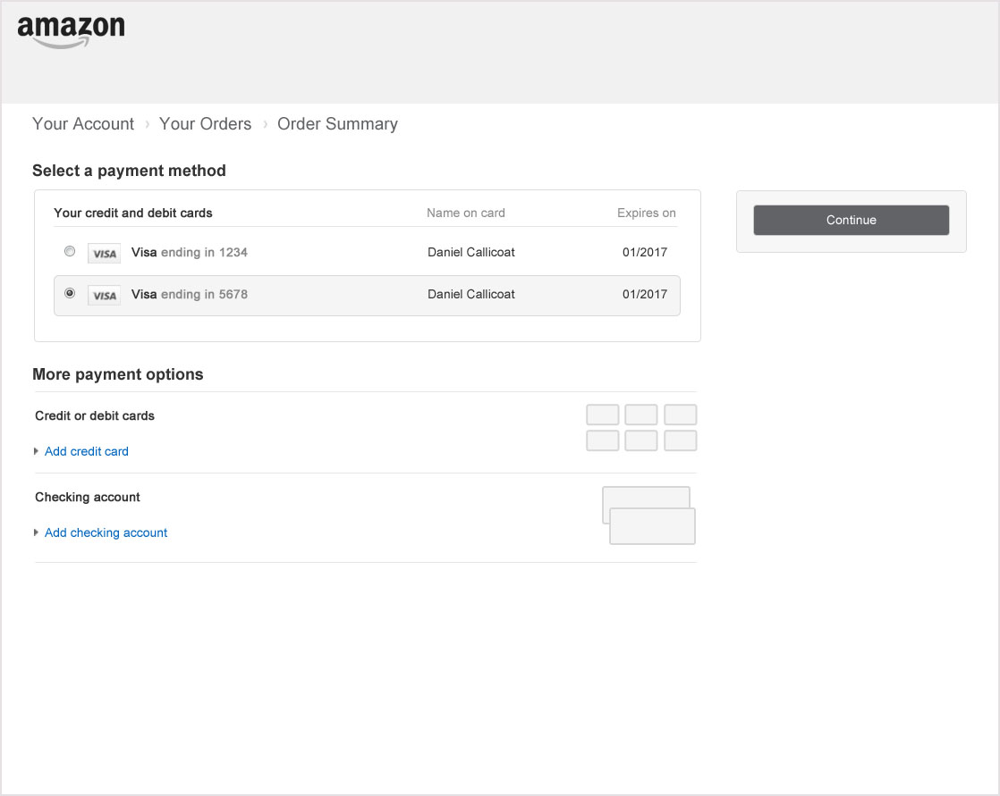 amazon
Your Account › Your Orders › Order Summary
Select a payment method
Your credit and debit cards Name on card Expires on
VISA Visa ending in 1234 Daniel Callicoat 01/2017
VISA Visa ending in 5678 Daniel Callicoat 01/2017
Continue
More payment options
Credit or debit cards
Add credit card
Checking account
Add checking account